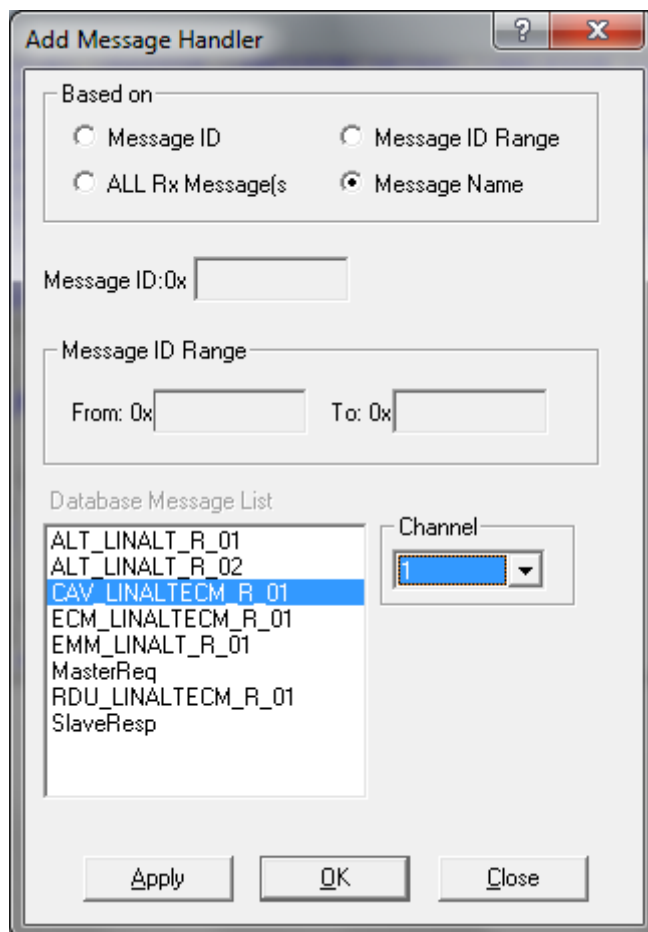 Add Message Handler
?
Based on
Message ID
Message ID Range
ALL Rx Message(s
Message Name
Message ID:0x
Message ID Range
From: 0x
To: 0x
Database Message List
Channel
ALT_LINALT_R_01
1
ALT_LINALT_R_02
CAV_LINALTECM_R_01
ECM_LINALTECM_R_01
EMM_LINALT_R_01
MasterReq
RDU_LINALTECM_R_01
SlaveResp
Apply
OK
Close